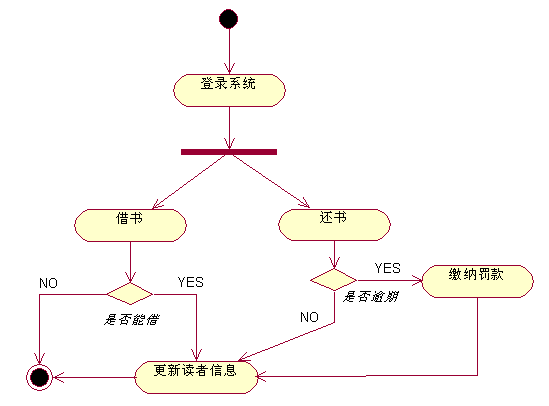 登录系统
借书
还书
NO
YES
是否能借
YES
是否逾期
NO
缴纳罚款
更新读者信息